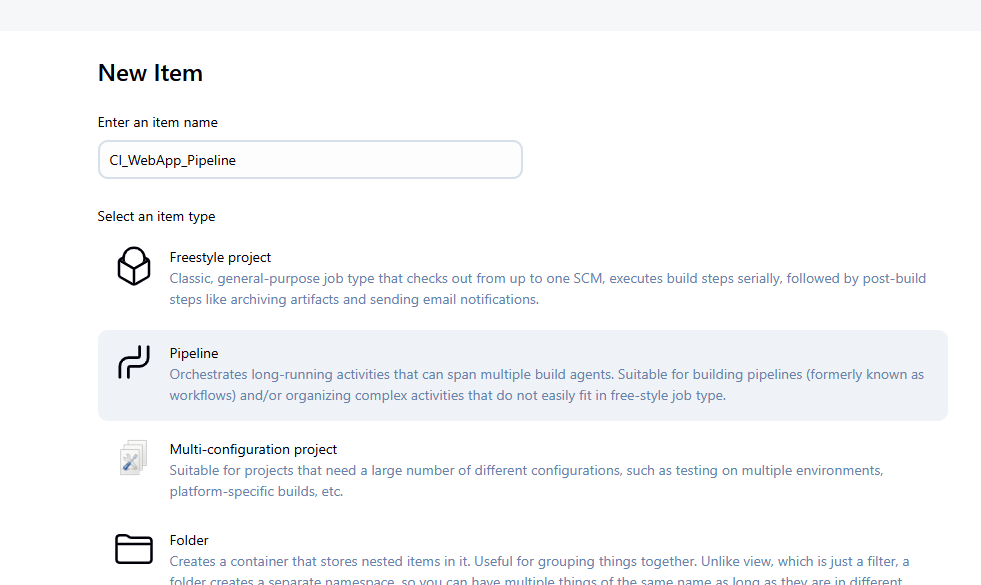 New Item
Enter an item name
CI_WebApp_Pipeline
Select an item type
Freestyle project
Classic, general-purpose job type that checks out from up to one SCM, executes build steps serially, followed by post-build
steps like archiving artifacts and sending email notifications.
Pipeline
Orchestrates long-running activities that can span multiple build agents. Suitable for building pipelines (formerly known as
workflows) and/or organizing complex activities that do not easily fit in free-style job type.
Multi-configuration project
Suitable for projects that need a large number of different configurations, such as testing on multiple environments,
platform-specific builds, etc.
Folder
Creates a container that stores nested items in it. Useful for grouping things together. Unlike view, which is just a filter, a
folder creates a separate namespace, so you can have multiple things of the same name as long as they are in different